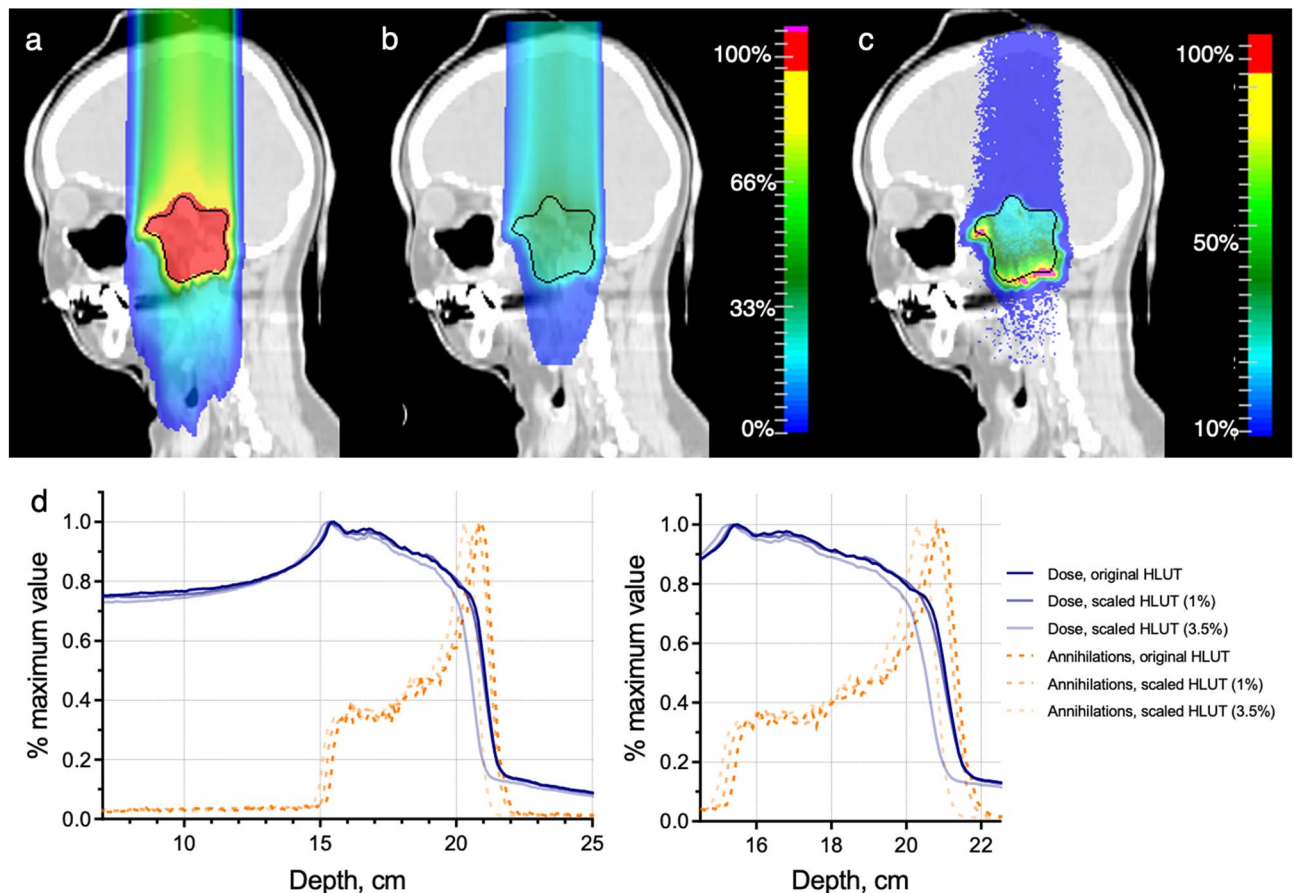 a
b
c
100%
66%
33%
0%
100%
50%
10%
d
% maximum value
1.0
0.8
0.6
0.4
0.2
0.0
10 15 20 25
Depth, cm
% maximum value
1.0
0.8
0.6
0.4
0.2
0.0
16 18 20 22
Depth, cm
Dose, original HLUT
Dose, scaled HLUT (1%)
Dose, scaled HLUT (3.5%)
Annihilations, original HLUT
Annihilations, scaled HLUT (1%)
Annihilations, scaled HLUT (3.5%)